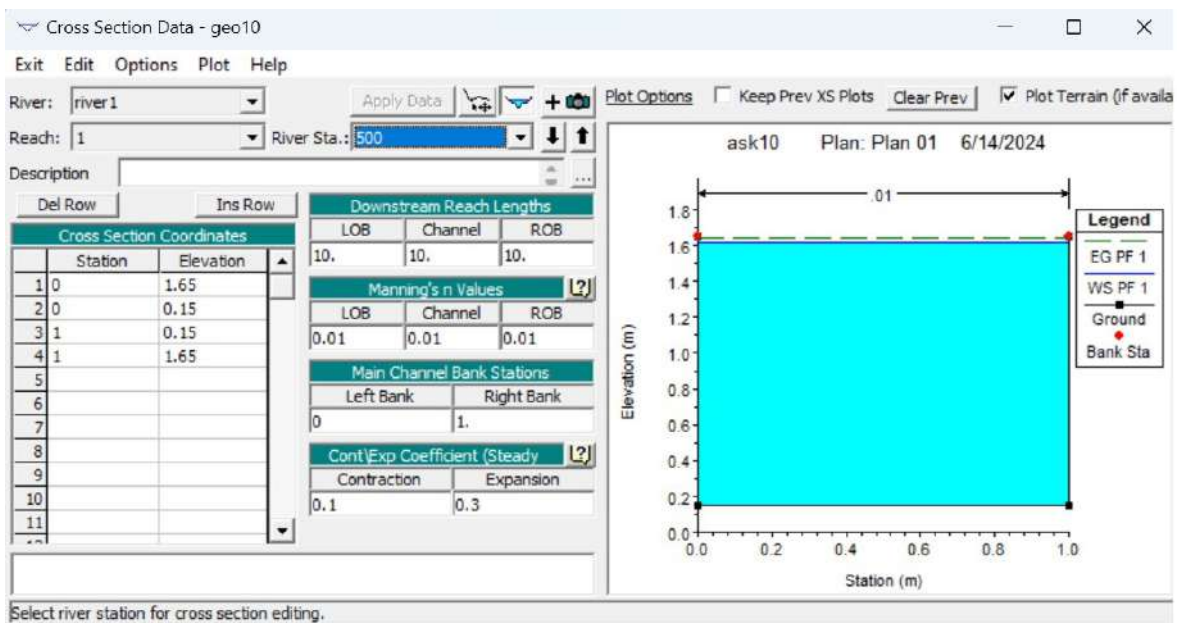 Cross Section Data - geo10
Exit Edit Options Plot Help
River: river1 Apply Data
Reach: 1 River Sta.: 500
Description ...
Del Row Ins Row
Cross Section Coordinates
Station Elevation
1 0 1.65
2 0 0.15
3 1 0.15
4 1 1.65
5
6
7
8
9
10
11
Downstream Reach Lengths
LOB Channel ROB
10. 10. 10.
Manning's n Values
LOB Channel ROB
0.01 0.01 0.01
Main Channel Bank Stations
Left Bank Right Bank
0 1.
Cont\Exp Coefficient (Steady
Contraction Expansion
0.1 0.3
Plot Options Keep Prev XS Plots Clear Prev Plot Terrain (if availa
ask10 Plan: Plan 01 6/14/2024
.01
1.8
1.6
1.4
1.2
1.0
0.8
0.6
0.4
0.2
0.0
Elevation (m)
0.0 0.2 0.4 0.6 0.8 1.0
Station (m)
Legend
EG PF 1
WS PF 1
Ground
Bank Sta
Select river station for cross section editing.